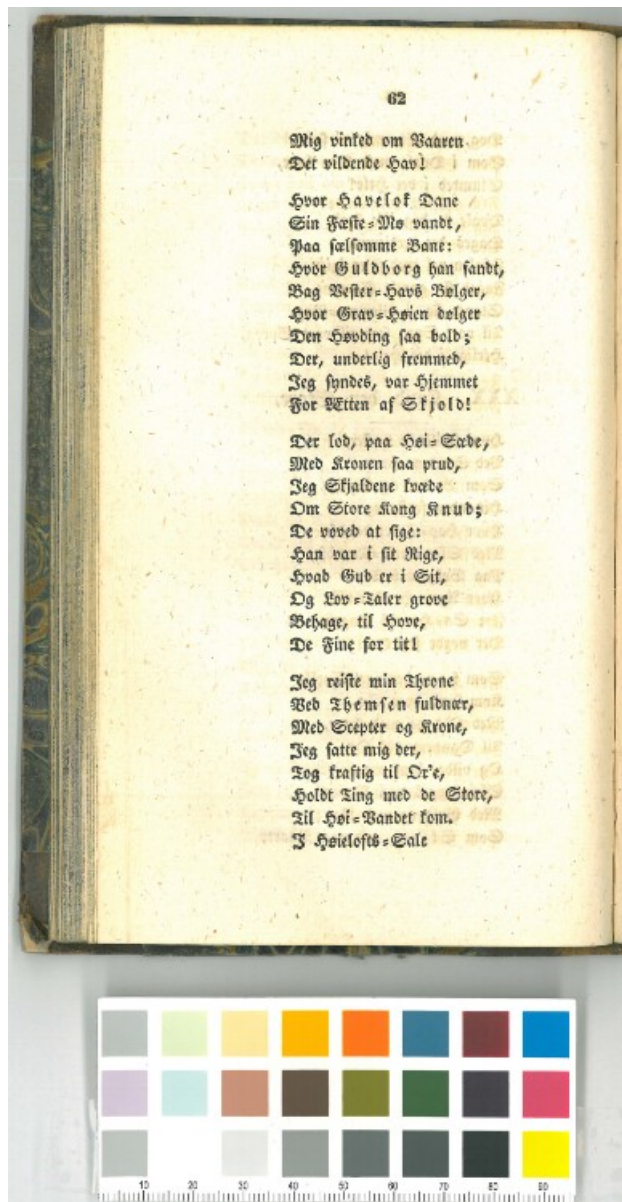 62
Mig vinked om Vaaren
Det vildende Hav!
Hvor Havelok Dane
Sin Fæste-Mø vandt,
Paa sælsomme Bane:
Hvor Guldborg han fandt,
Bag Vester-Havs Bølger,
Hvor Grav-Høien dølger
Den Høvding saa bold;
Der, underlig fremmed,
Jeg syndes, var Hjemmet
For Ætten af Skjold!
Der lod, paa Høi-Sæde,
Med Kronen saa prud,
Jeg Skjaldene kvæde
Om Store Kong Knud;
De voved at sige:
Han var i sit Rige,
Hvad Gud er i Sit,
Og Lov-Taler grove
Behage, til Hove,
De Fine for tit!
Jeg reiste min Throne
Ved Themsen fuldnær,
Med Scepter og Krone,
Jeg satte mig der,
Tog kraftig til Or'e,
Holdt Ting med de Store,
Til Høi-Vandet kom.
I Høielofts-Sale
10 20 30 40 50 60 70 80 90